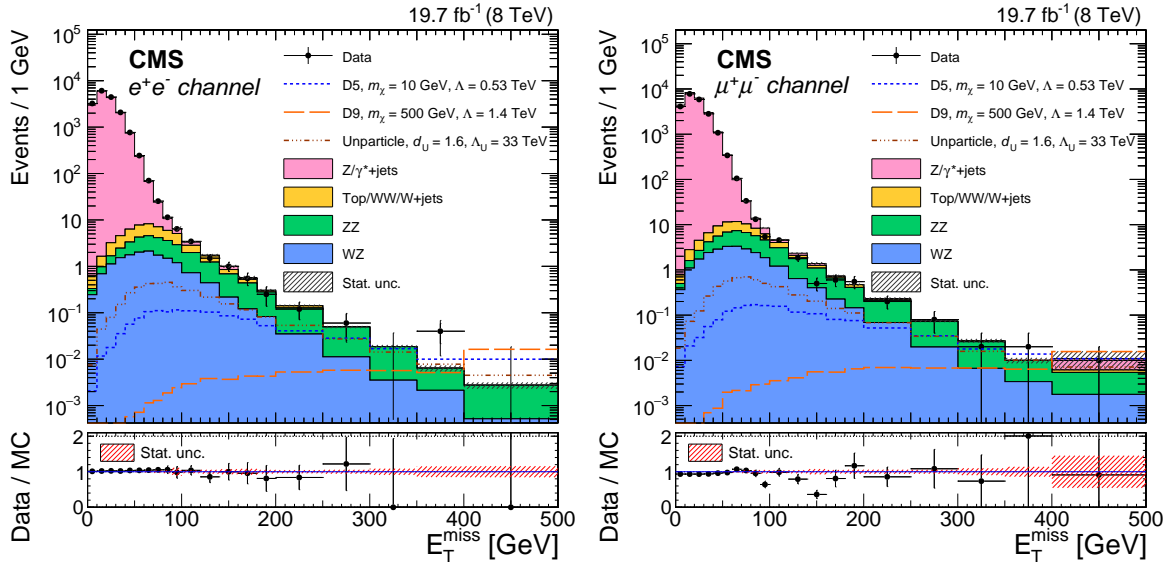 19.7 fb⁻¹ (8 TeV)
Events / 1 GeV
10⁵
10⁴
10³
10²
10
1
10⁻¹
10⁻²
10⁻³
CMS
e⁺e⁻ channel
Data
D5, mχ = 10 GeV, Λ = 0.53 TeV
D9, mχ = 500 GeV, Λ = 1.4 TeV
Unparticle, d_U = 1.6, Λ_U = 33 TeV
Z/γ*+jets
Top/WW/W+jets
ZZ
WZ
Stat. unc.
Data / MC
2
1
0
Stat. unc.
0 100 200 300 400 500
E_T^miss [GeV]
19.7 fb⁻¹ (8 TeV)
Events / 1 GeV
10⁵
10⁴
10³
10²
10
1
10⁻¹
10⁻²
10⁻³
CMS
μ⁺μ⁻ channel
Data
D5, mχ = 10 GeV, Λ = 0.53 TeV
D9, mχ = 500 GeV, Λ = 1.4 TeV
Unparticle, d_U = 1.6, Λ_U = 33 TeV
Z/γ*+jets
Top/WW/W+jets
ZZ
WZ
Stat. unc.
Data / MC
2
1
0
Stat. unc.
0 100 200 300 400 500
E_T^miss [GeV]